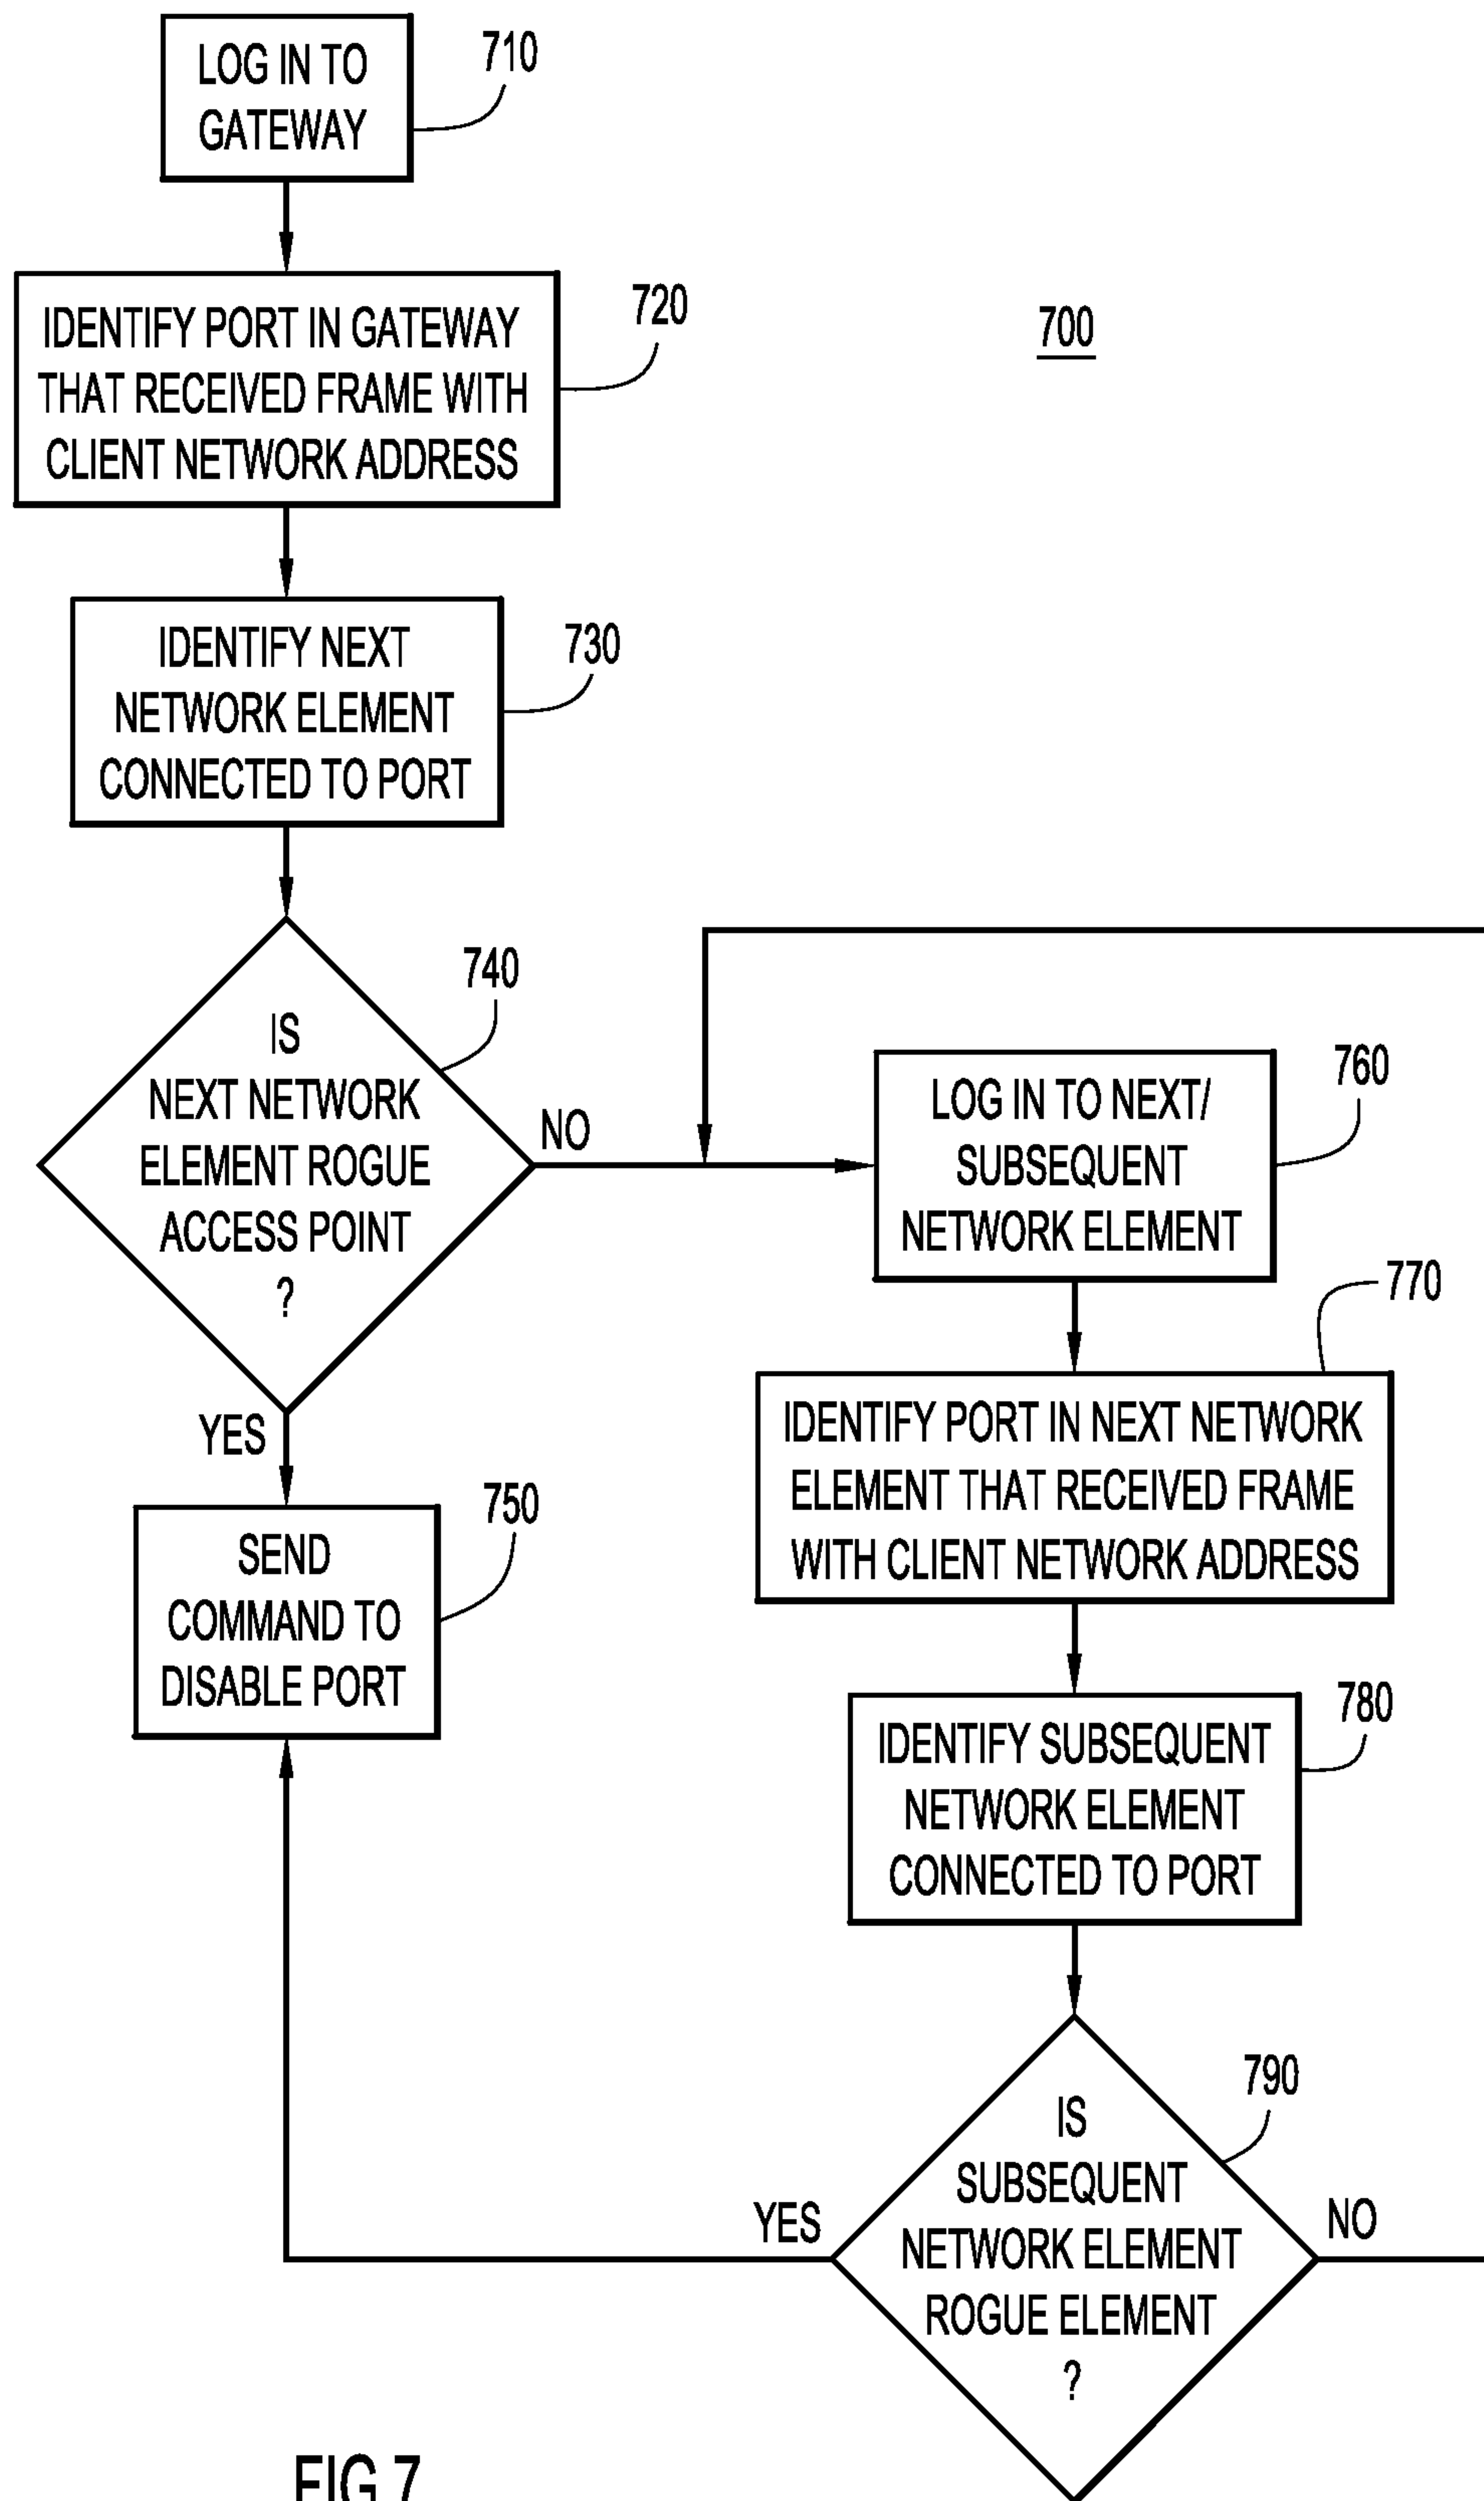 LOG IN TO
GATEWAY
710
IDENTIFY PORT IN GATEWAY
THAT RECEIVED FRAME WITH
CLIENT NETWORK ADDRESS
720
700
IDENTIFY NEXT
NETWORK ELEMENT
CONNECTED TO PORT
730
IS
NEXT NETWORK
ELEMENT ROGUE
ACCESS POINT
?
740
NO
YES
SEND
COMMAND TO
DISABLE PORT
750
LOG IN TO NEXT/
SUBSEQUENT
NETWORK ELEMENT
760
IDENTIFY PORT IN NEXT NETWORK
ELEMENT THAT RECEIVED FRAME
WITH CLIENT NETWORK ADDRESS
770
IDENTIFY SUBSEQUENT
NETWORK ELEMENT
CONNECTED TO PORT
780
IS
SUBSEQUENT
NETWORK ELEMENT
ROGUE ELEMENT
?
790
YES
NO
FIG.7